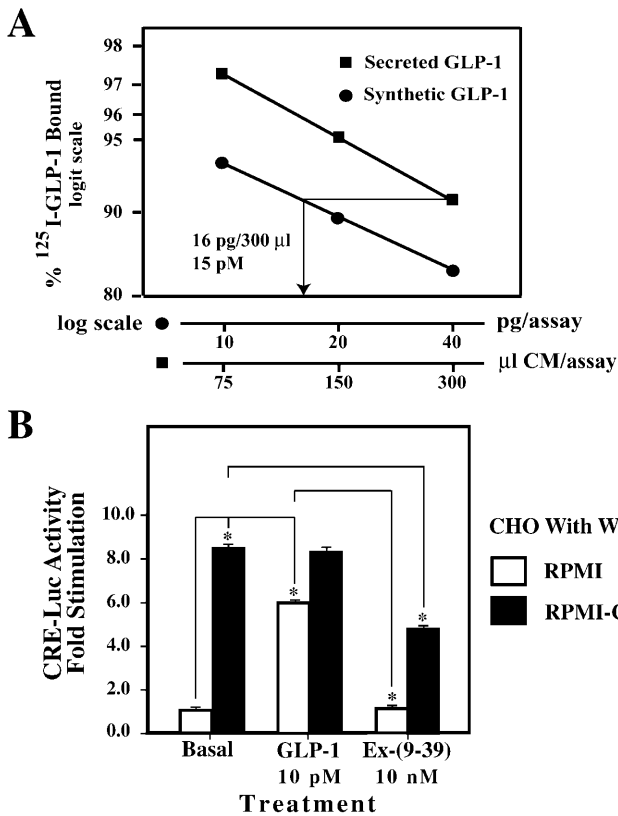 A
98
97
96
95
90
80
% 125I-GLP-1 Bound
logit scale
Secreted GLP-1
Synthetic GLP-1
16 pg/300 µl
15 pM
log scale
10
20
40
pg/assay
75
150
300
µl CM/assay
B
CRE-Luc Activity
Fold Stimulation
10.0
8.0
6.0
4.0
2.0
0.0
*
*
*
*
CHO With W
RPMI
RPMI-
Basal
GLP-1
10 pM
Ex-(9-39)
10 nM
Treatment